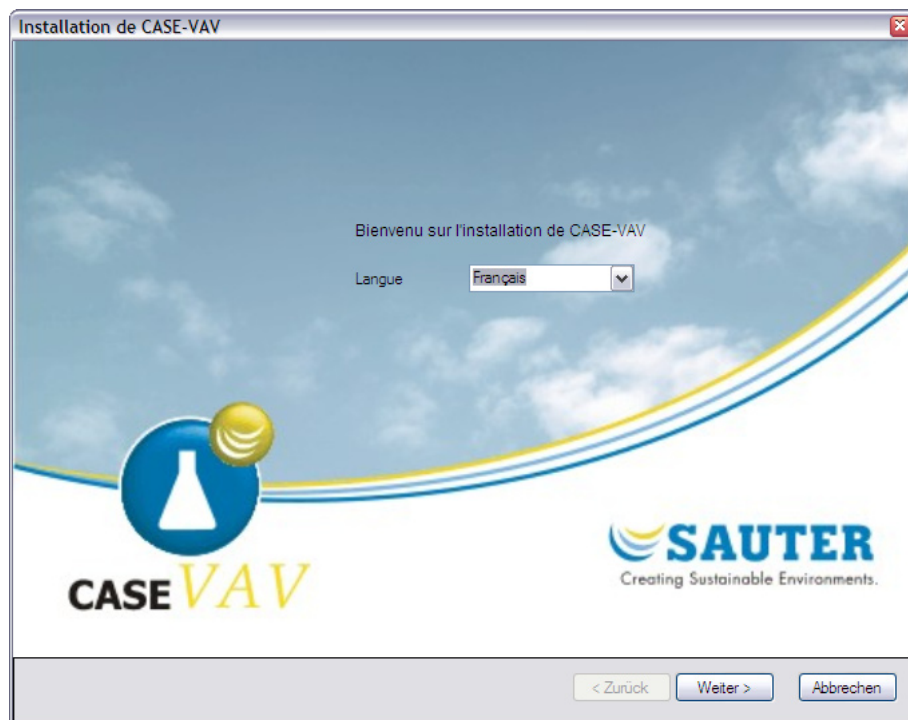 Installation de CASE-VAV
Bienvenu sur l'installation de CASE-VAV
Langue Français
CASE VAV
SAUTER
Creating Sustainable Environments.
< Zurück Weiter > Abbrechen